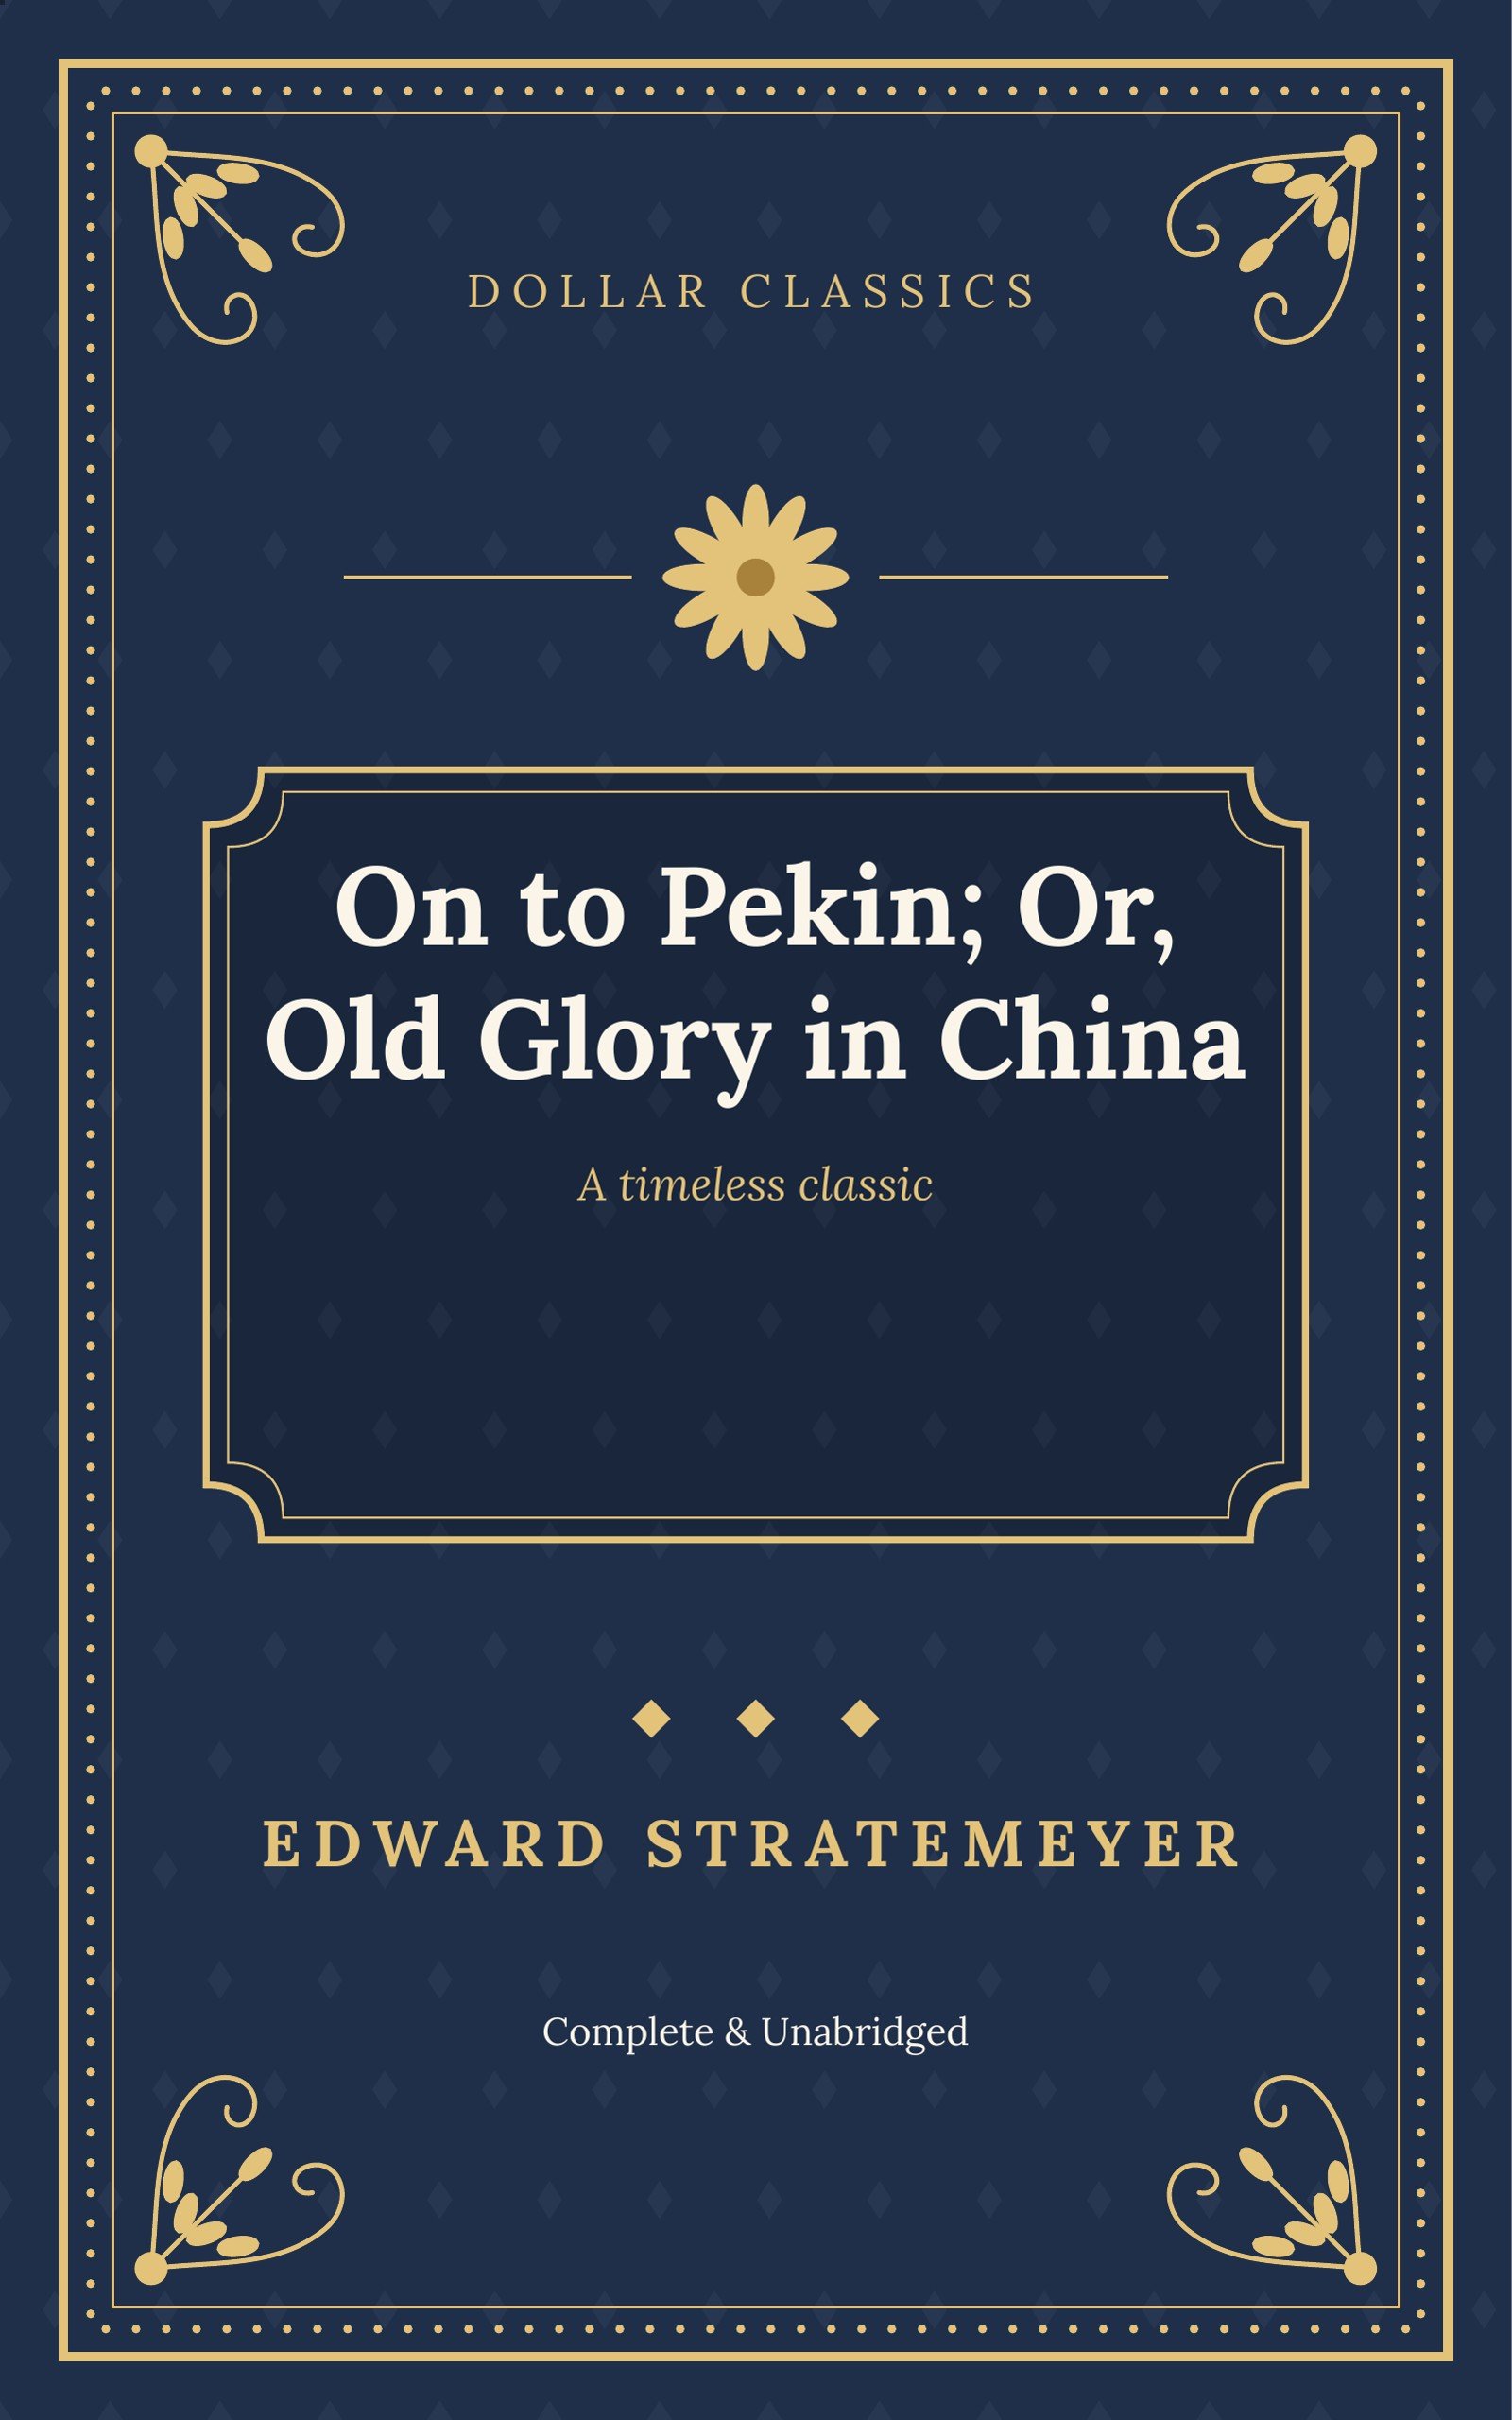 DOLLAR CLASSICS
On to Pekin; Or,
Old Glory in China
A timeless classic
EDWARD STRATEMEYER
Complete & Unabridged